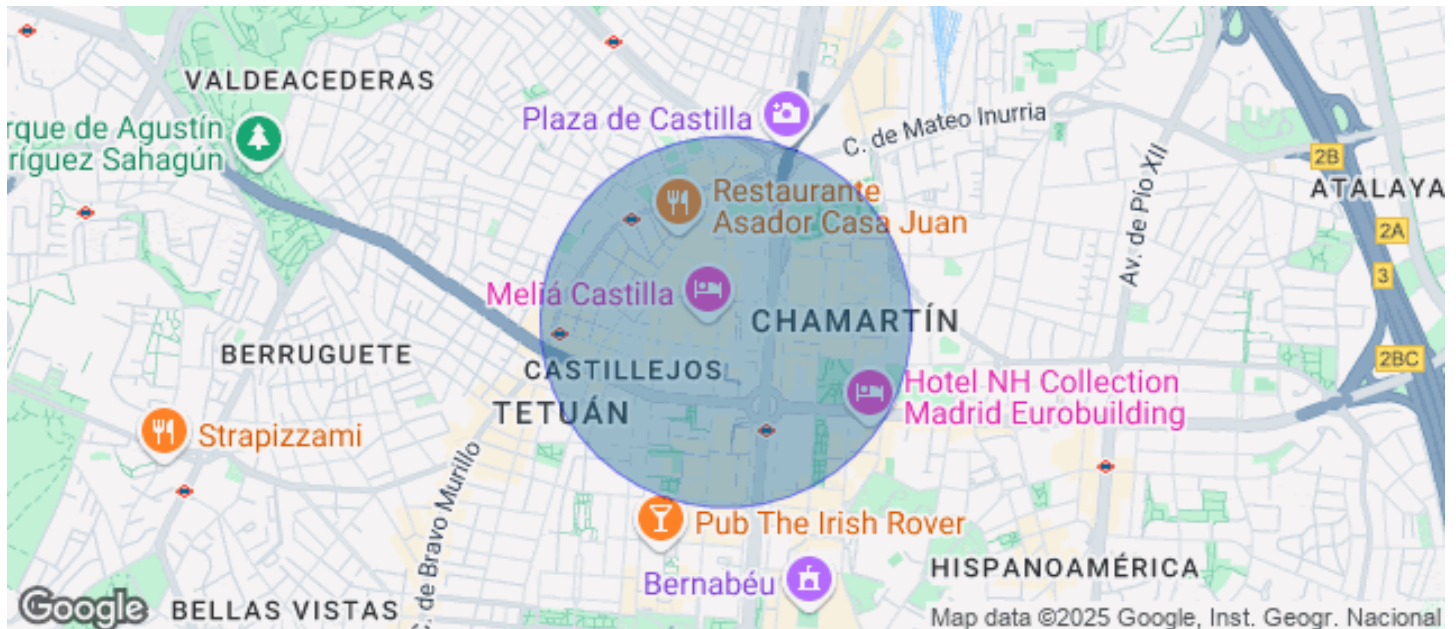 VALDEACEDERAS
rque de Agustín
ríguez Sahagún
Plaza de Castilla
C. de Mateo Inurria
2B
ATALAYA
Av. de Pío XII
2A
3
Restaurante
Asador Casa Juan
Meliá Castilla
CHAMARTÍN
2BC
BERRUGUETE
CASTILLEJOS
TETUÁN
Hotel NH Collection
Madrid Eurobuilding
Strapizzami
C. de Bravo Murillo
Pub The Irish Rover
Bernabéu
HISPANOAMÉRICA
Google
BELLAS VISTAS
Map data ©2025 Google, Inst. Geogr. Nacional